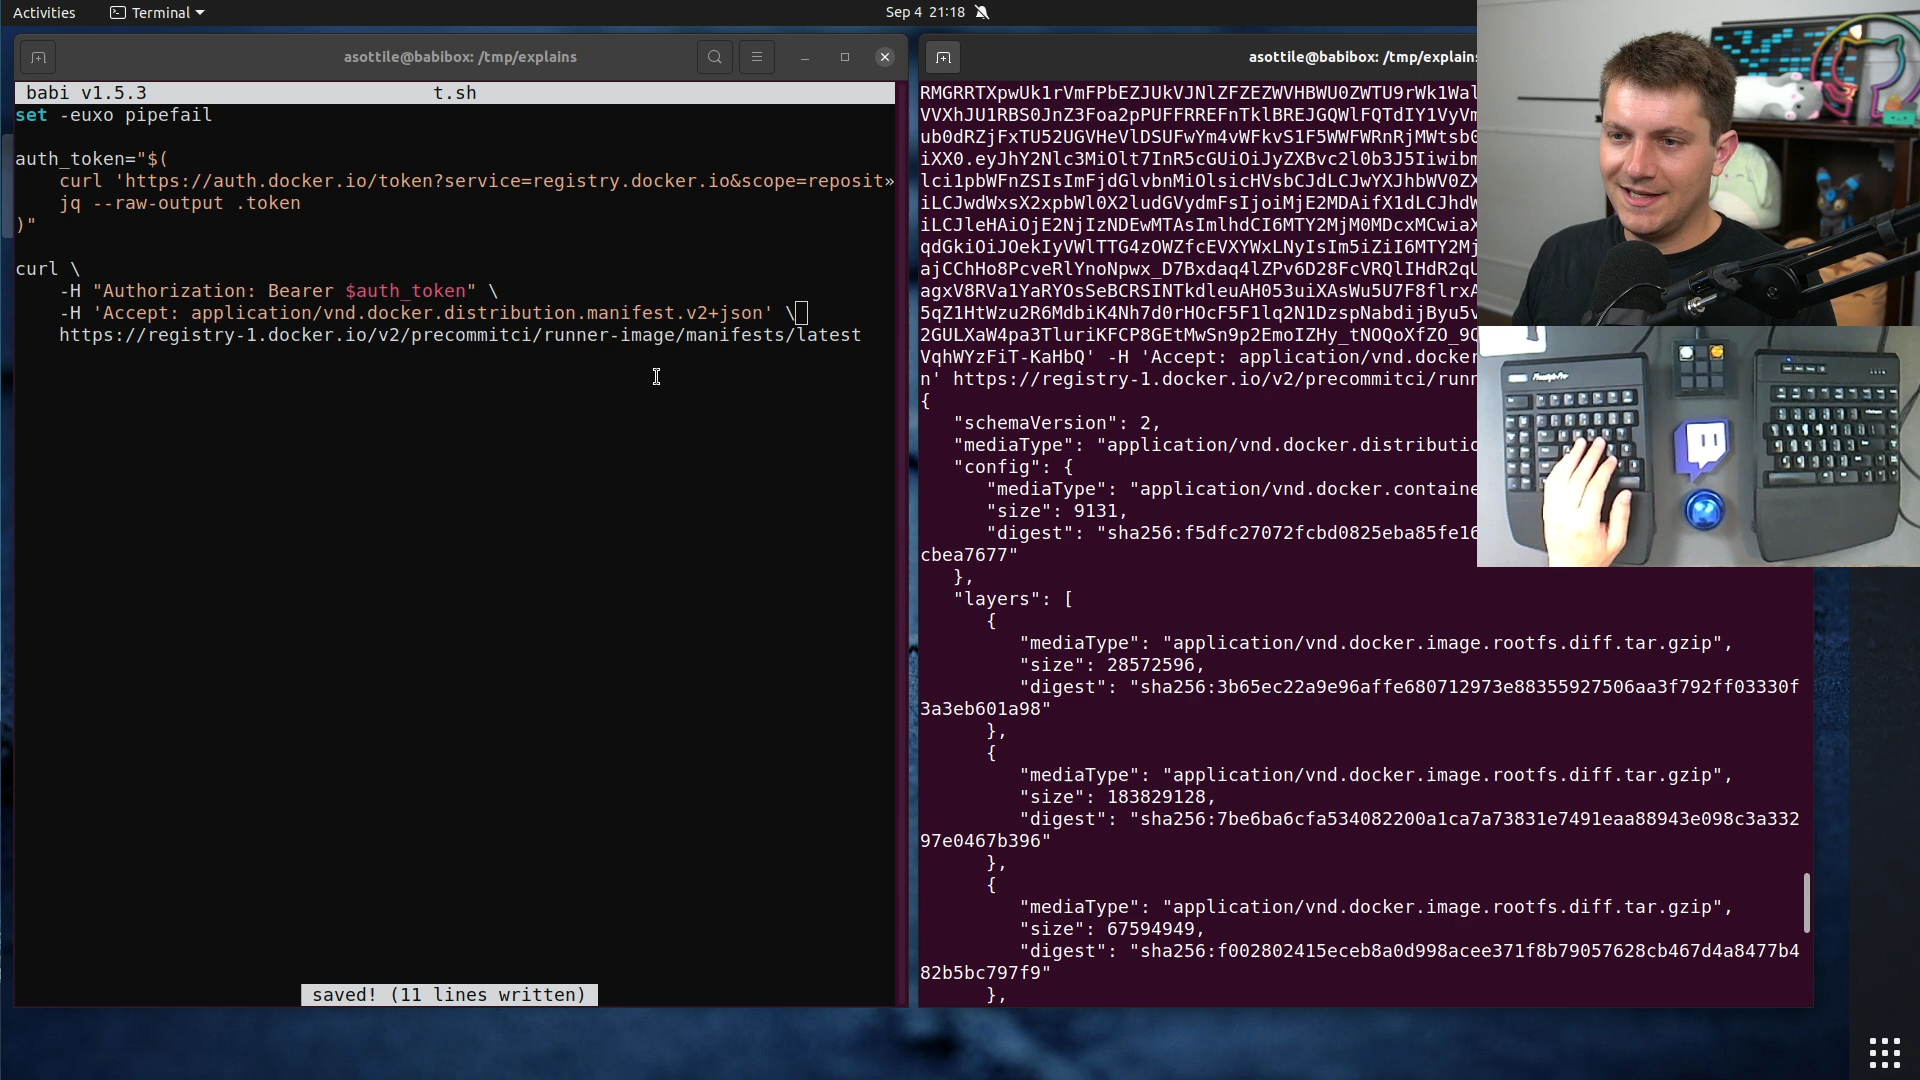 Activities
Terminal
Sep 4 21:18
asottile@babibox: /tmp/explains
babi v1.5.3 t.sh
set -euxo pipefail
auth_token="$(
curl 'https://auth.docker.io/token?service=registry.docker.io&scope=reposit»
jq --raw-output .token
)"
curl \
-H "Authorization: Bearer $auth_token" \
-H 'Accept: application/vnd.docker.distribution.manifest.v2+json' \
https://registry-1.docker.io/v2/precommitci/runner-image/manifests/latest
saved! (11 lines written)
asottile@babibox: /tmp/explains
n' https://registry-1.docker.io/v2/precommitci/runn
{
"schemaVersion": 2,
"mediaType": "application/vnd.docker.distributio
"config": {
"mediaType": "application/vnd.docker.containe
"size": 9131,
"digest": "sha256:f5dfc27072fcbd0825eba85fe16
cbea7677"
},
"layers": [
{
"mediaType": "application/vnd.docker.image.rootfs.diff.tar.gzip",
"size": 28572596,
"digest": "sha256:3b65ec22a9e96affe680712973e88355927506aa3f792ff03330f
3a3eb601a98"
},
{
"mediaType": "application/vnd.docker.image.rootfs.diff.tar.gzip",
"size": 183829128,
"digest": "sha256:7be6ba6cfa534082200a1ca7a73831e7491eaa88943e098c3a332
97e0467b396"
},
{
"mediaType": "application/vnd.docker.image.rootfs.diff.tar.gzip",
"size": 67594949,
"digest": "sha256:f002802415eceb8a0d998acee371f8b79057628cb467d4a8477b4
82b5bc797f9"
},